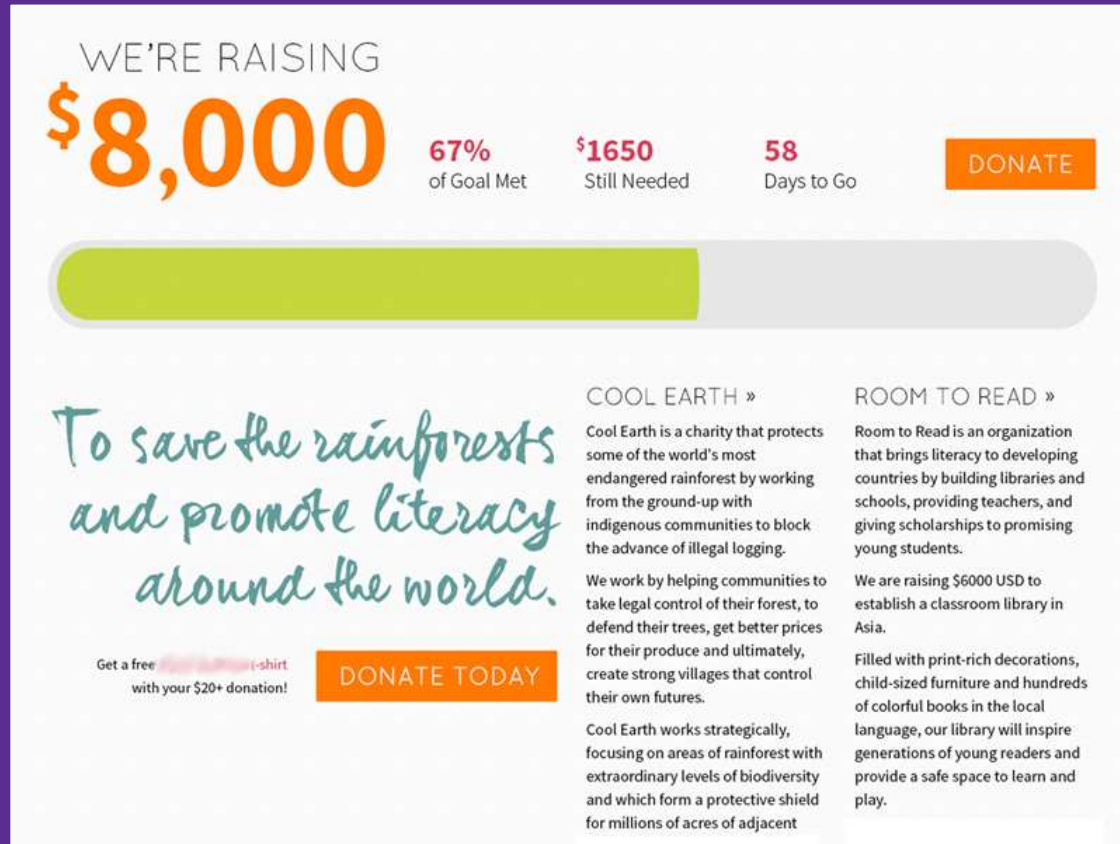 WE'RE RAISING
$8,000
67%
of Goal Met
$1650
Still Needed
58
Days to Go
DONATE
To save the rainforests
and promote literacy
around the world.
Get a free t-shirt
with your $20+ donation!
DONATE TODAY
COOL EARTH »
Cool Earth is a charity that protects
some of the world's most
endangered rainforest by working
from the ground-up with
indigenous communities to block
the advance of illegal logging.
We work by helping communities to
take legal control of their forest, to
defend their trees, get better prices
for their produce and ultimately,
create strong villages that control
their own futures.
Cool Earth works strategically,
focusing on areas of rainforest with
extraordinary levels of biodiversity
and which form a protective shield
for millions of acres of adjacent
ROOM TO READ »
Room to Read is an organization
that brings literacy to developing
countries by building libraries and
schools, providing teachers, and
giving scholarships to promising
young students.
We are raising $6000 USD to
establish a classroom library in
Asia.
Filled with print-rich decorations,
child-sized furniture and hundreds
of colorful books in the local
language, our library will inspire
generations of young readers and
provide a safe space to learn and
play.